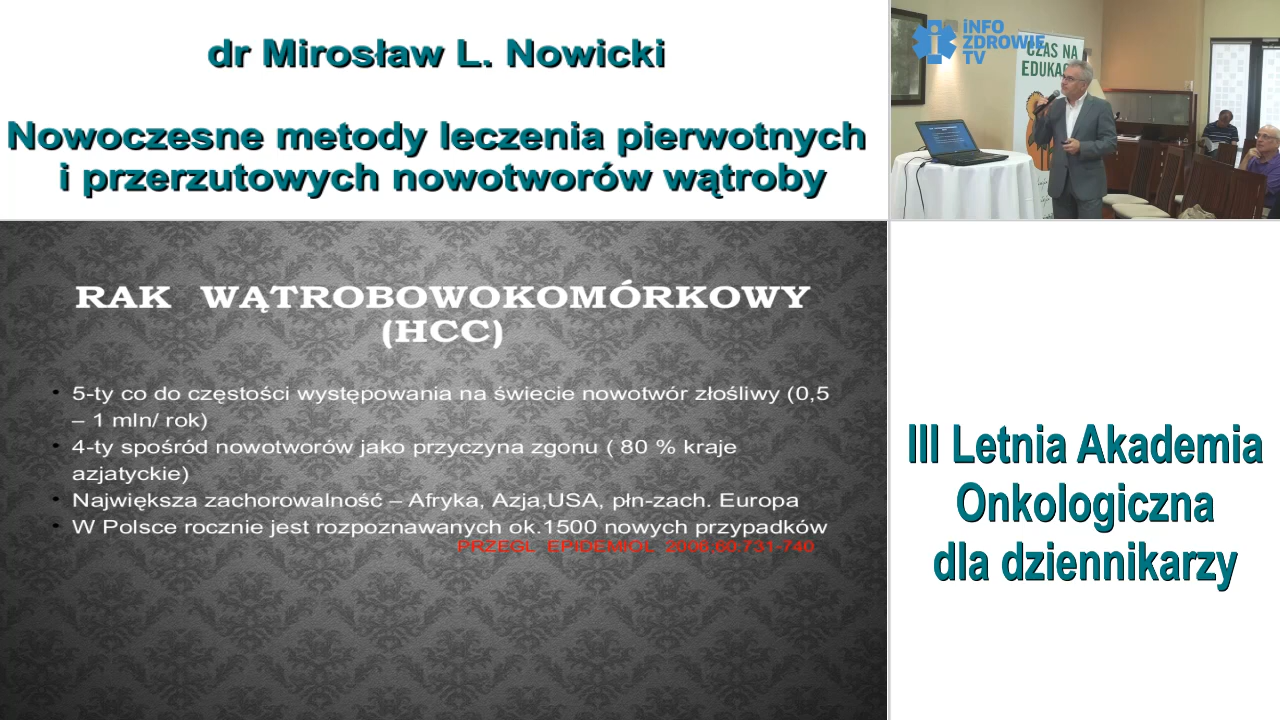 dr Mirosław L. Nowicki
Nowoczesne metody leczenia pierwotnych
i przerzutowych nowotworów wątroby
iNFO
ZDROWIE
TV
CZAS NA
EDUKAC
RAK WĄTROBOWOKOMÓRKOWY
(HCC)
• 5-ty co do częstości występowania na świecie nowotwór złośliwy (0,5
– 1 mln/ rok)
• 4-ty spośród nowotworów jako przyczyna zgonu ( 80 % kraje
azjatyckie)
• Największa zachorowalność – Afryka, Azja,USA, płn-zach. Europa
• W Polsce rocznie jest rozpoznawanych ok.1500 nowych przypadków
PRZEGL. EPIDEMIOL. 2006;60:731-740
III Letnia Akademia
Onkologiczna
dla dziennikarzy